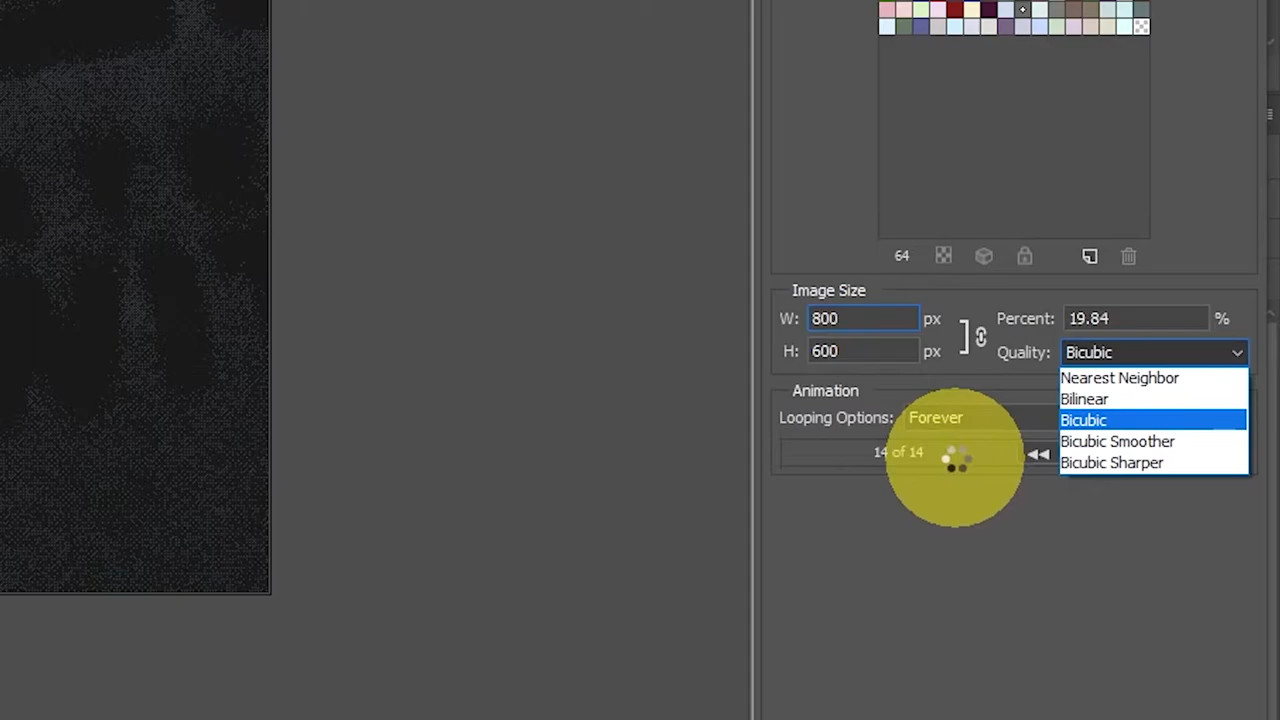 64
Image Size
W: 800 px Percent: 19.84 %
H: 600 px Quality: Bicubic
Nearest Neighbor
Animation
Bilinear
Looping Options: Forever
Bicubic
Bicubic Smoother
14 of 14
Bicubic Sharper